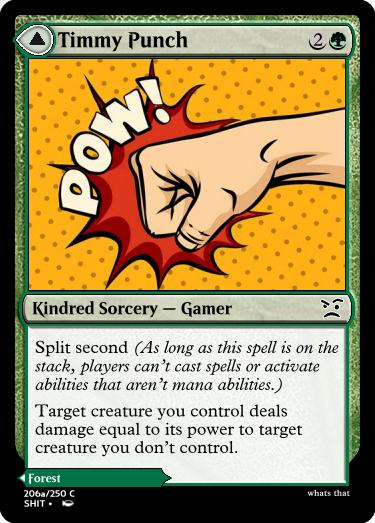 Timmy Punch 2
POW!
Kindred Sorcery — Gamer
Split second (As long as this spell is on the
stack, players can't cast spells or activate
abilities that aren't mana abilities.)
Target creature you control deals
damage equal to its power to target
creature you don't control.
Forest
206a/250 C
SHIT •
whats that